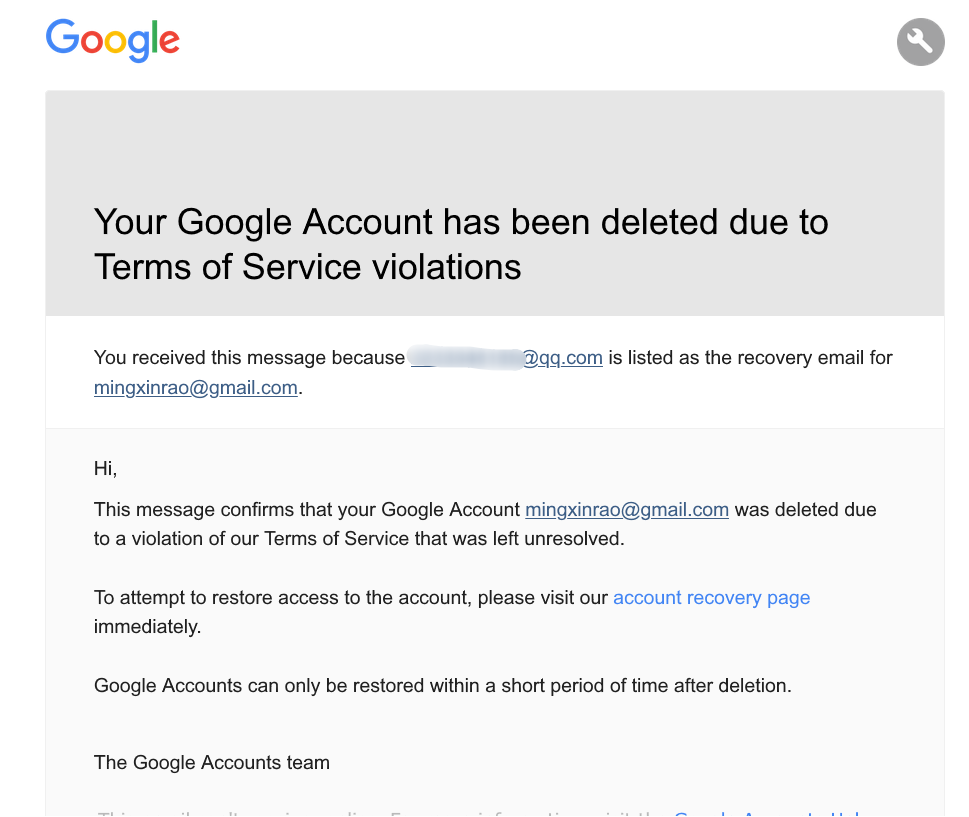 Google
Your Google Account has been deleted due to
Terms of Service violations
You received this message because @qq.com is listed as the recovery email for
mingxinrao@gmail.com.
Hi,
This message confirms that your Google Account mingxinrao@gmail.com was deleted due
to a violation of our Terms of Service that was left unresolved.
To attempt to restore access to the account, please visit our account recovery page
immediately.
Google Accounts can only be restored within a short period of time after deletion.
The Google Accounts team